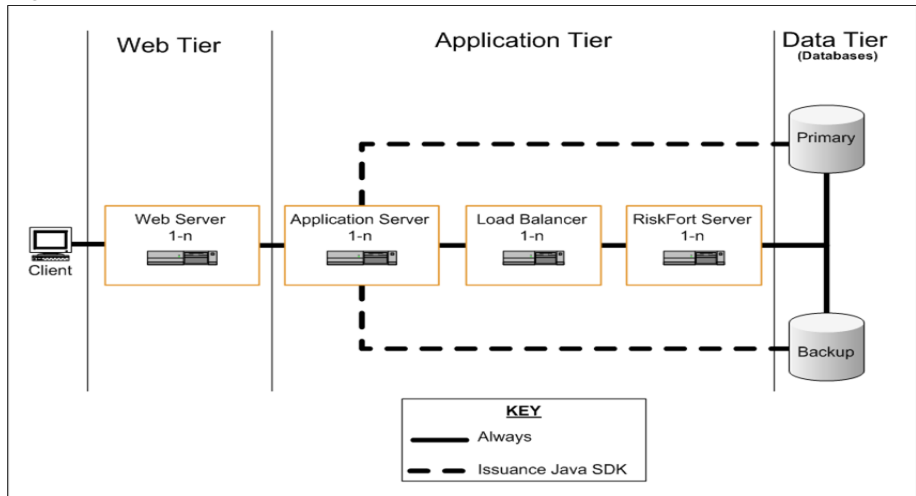 Web Tier
Application Tier
Data Tier
(Databases)
Primary
Web Server
1-n
Application Server
1-n
Load Balancer
1-n
RiskFort Server
1-n
Client
Backup
KEY
Always
Issuance Java SDK